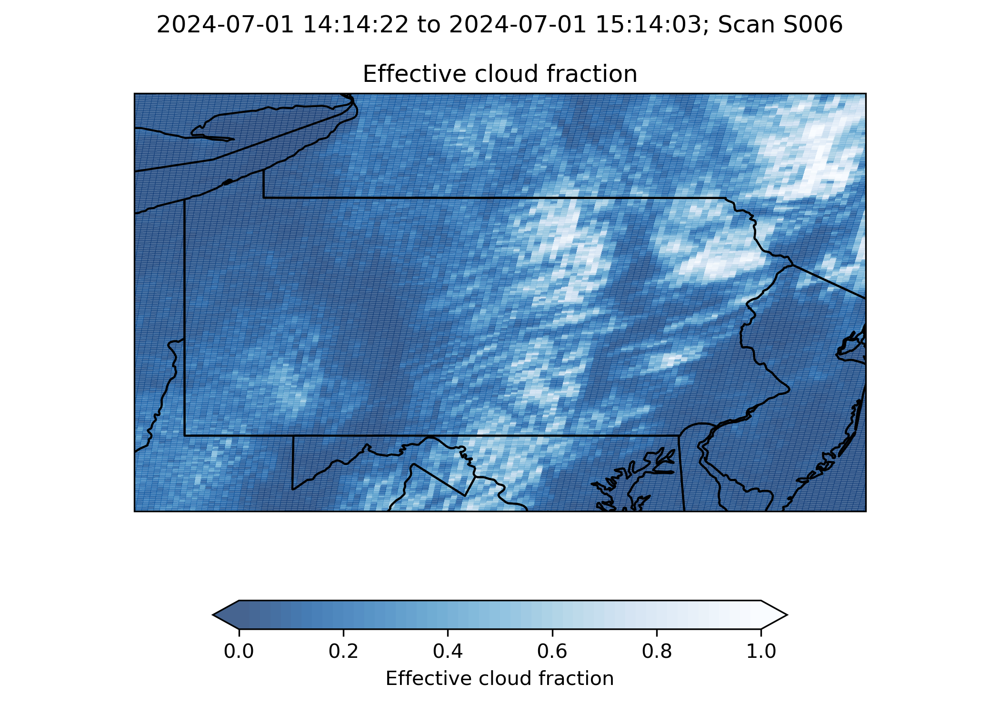 2024-07-01 14:14:22 to 2024-07-01 15:14:03; Scan S006
Effective cloud fraction
0.0 0.2 0.4 0.6 0.8 1.0
Effective cloud fraction